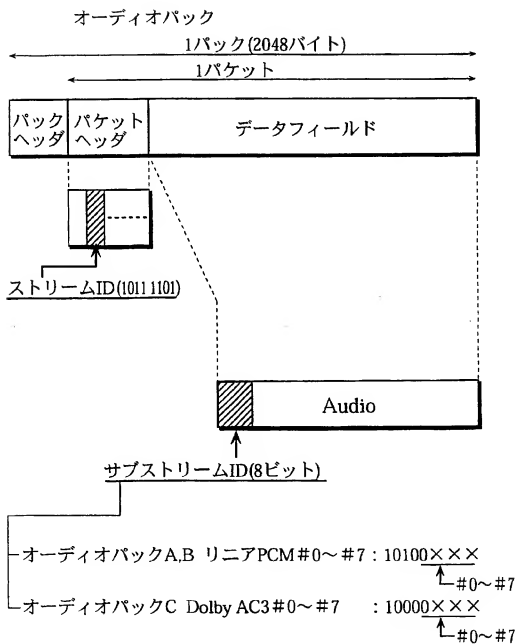 オーディオパック
1パック(2048バイト)
1パケット
パック
ヘッダ
パケット
ヘッダ
データフィールド
ストリームID(1011 1101)
Audio
サブストリームID(8ビット)
オーディオパックA,B リニアPCM#0～#7 : 10100×××
#0～#7
オーディオパックC Dolby AC3#0～#7 : 10000×××
#0～#7